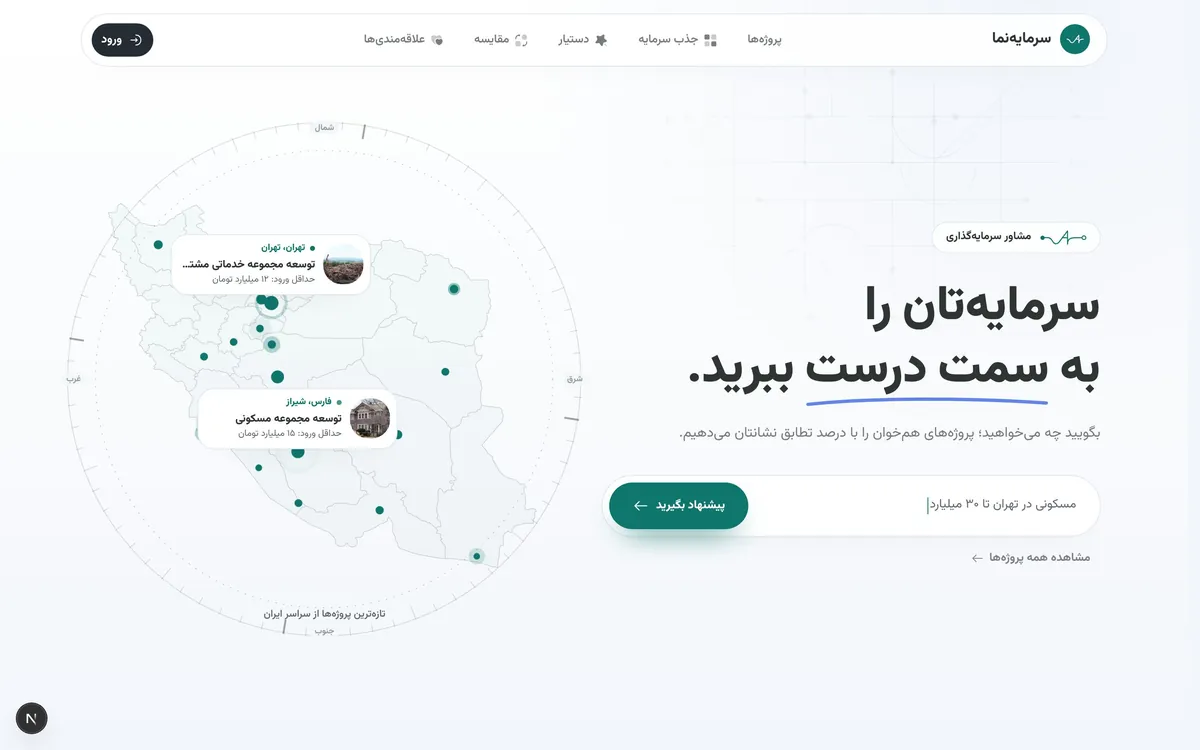 سرمایه‌نما
پروژه‌ها
جذب سرمایه
دستیار
مقایسه
علاقه‌مندی‌ها
ورود
مشاور سرمایه‌گذاری
سرمایه‌تان را
به سمت درست ببرید.
بگویید چه می‌خواهید؛ پروژه‌های هم‌خوان را با درصد تطابق نشانتان می‌دهیم.
مسکونی در تهران تا ۳۰ میلیارد
پیشنهاد بگیرید
مشاهده همه پروژه‌ها
شمال
تهران، تهران
توسعه مجموعه خدماتی مشتـ...
حداقل ورود: ۱۲ میلیارد تومان
شرق
غرب
فارس، شیراز
توسعه مجموعه مسکونی
حداقل ورود: ۱۵ میلیارد تومان
تازه‌ترین پروژه‌ها از سراسر ایران
جنوب
N